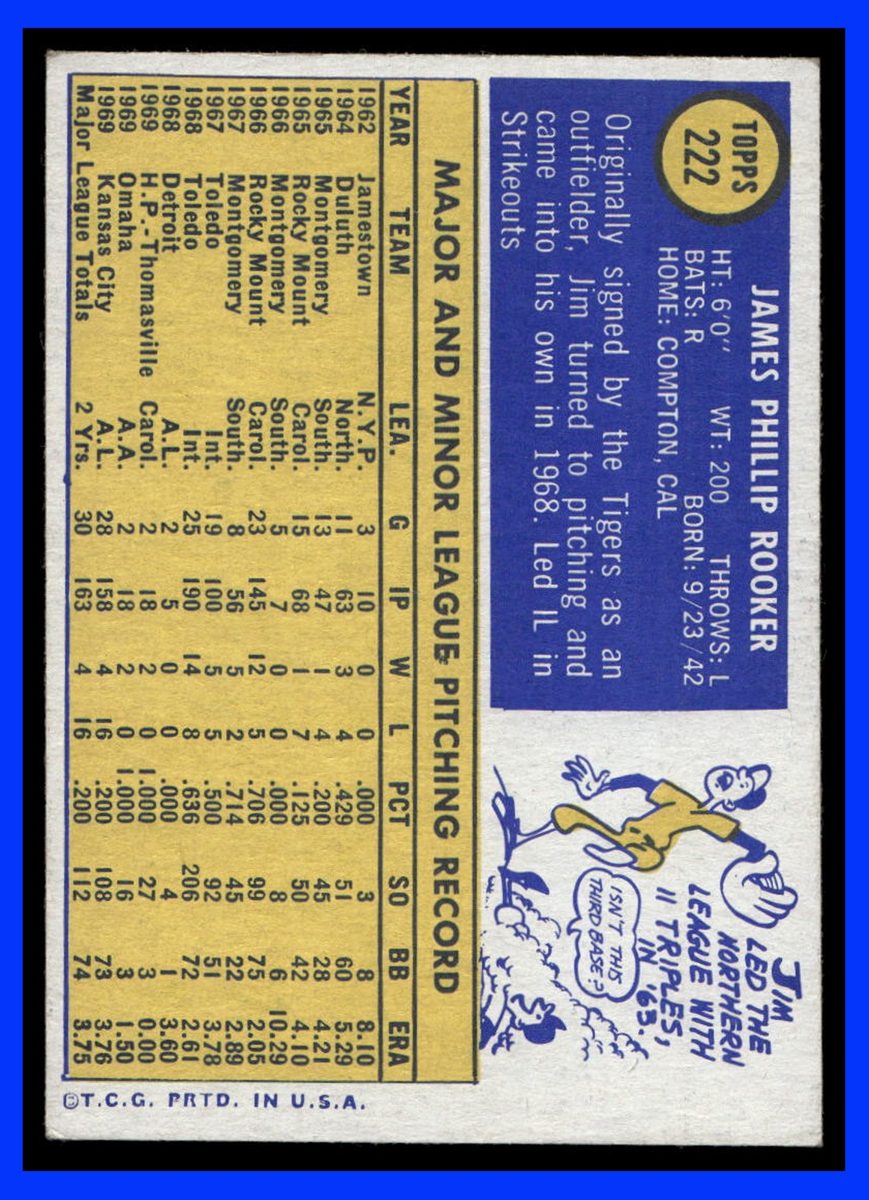 TOPPS
222
JAMES PHILLIP ROOKER
HT: 6'0" WT: 200 THROWS: L
BATS: R BORN: 9/23/42
HOME: COMPTON, CAL
Originally signed by the Tigers as an
outfielder, Jim turned to pitching and
came into his own in 1968. Led IL in
Strikeouts
JIM
LED THE
NORTHERN
LEAGUE WITH
11 TRIPLES,
IN '63.
ISN'T THIS
THIRD BASE?
MAJOR AND MINOR LEAGUE PITCHING RECORD
YEAR TEAM LEA. G IP W L PCT SO BB ERA
1962 Jamestown N.Y.P. 3 10 0 0 .000 3 8 8.10
1964 Duluth North. 11 63 3 4 .429 51 60 5.29
1965 Montgomery South. 13 47 1 4 .200 45 28 4.21
1965 Rocky Mount Carol. 15 68 1 7 .125 50 42 4.10
1966 Montgomery South. 5 7 0 0 .000 8 6 10.29
1966 Rocky Mount Carol. 23 145 12 5 .706 99 75 2.05
1967 Montgomery South. 8 56 5 2 .714 45 22 2.89
1967 Toledo Int. 19 100 5 5 .500 92 51 3.78
1968 Toledo Int. 25 190 14 8 .636 206 72 2.61
1968 Detroit A.L. 2 5 0 0 .000 4 1 3.60
1969 H.P.-Thomasville Carol. 2 18 2 0 1.000 27 3 0.00
1969 Omaha A.A. 2 18 2 0 1.000 16 3 1.50
1969 Kansas City A.L. 28 158 4 16 .200 108 73 3.76
Major League Totals 2 Yrs. 30 163 4 16 .200 112 74 3.75
©T.C.G. PRTD. IN U.S.A.